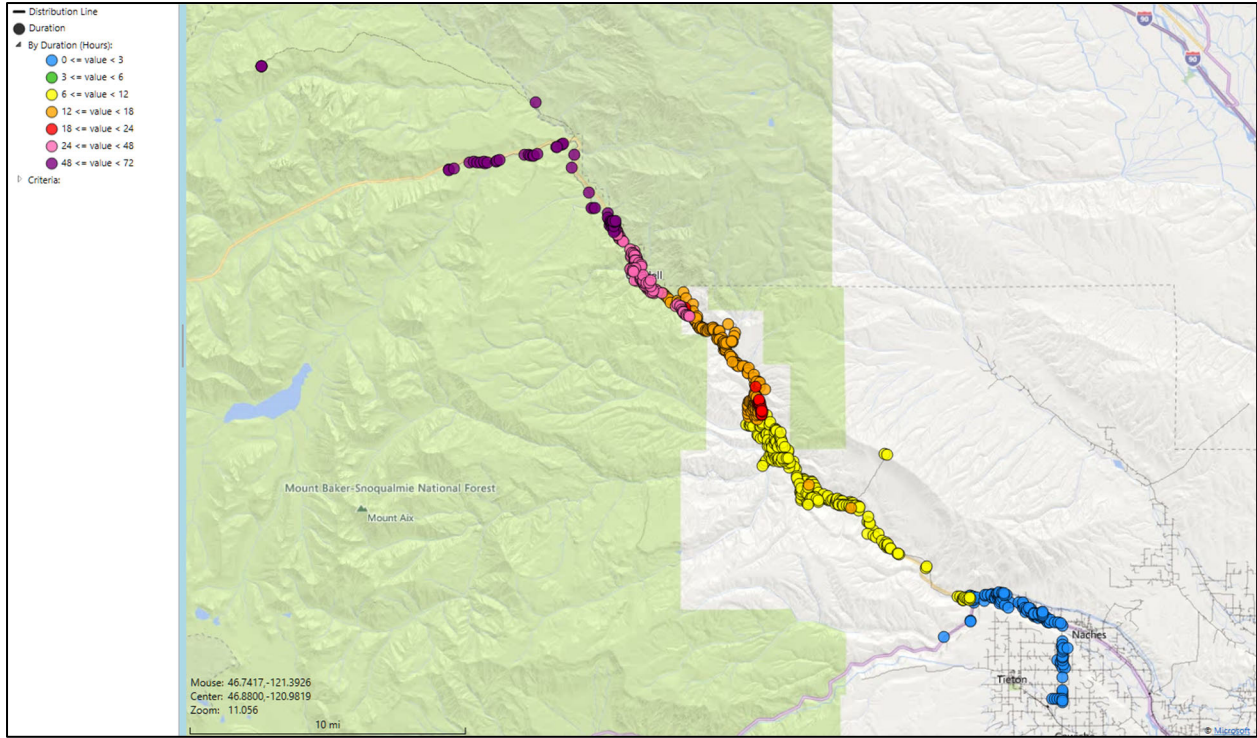 Distribution Line
Duration
By Duration (Hours):
0 <= value < 3
3 <= value < 6
6 <= value < 12
12 <= value < 18
18 <= value < 24
24 <= value < 48
48 <= value < 72
Criteria:
90
90
Mount Baker-Snoqualmie National Forest
Mount Aix
Naches
Tieton
Mouse: 46.7417,-121.3926
Center: 46.8800,-120.9819
Zoom: 11.056
10 mi
© Microsoft